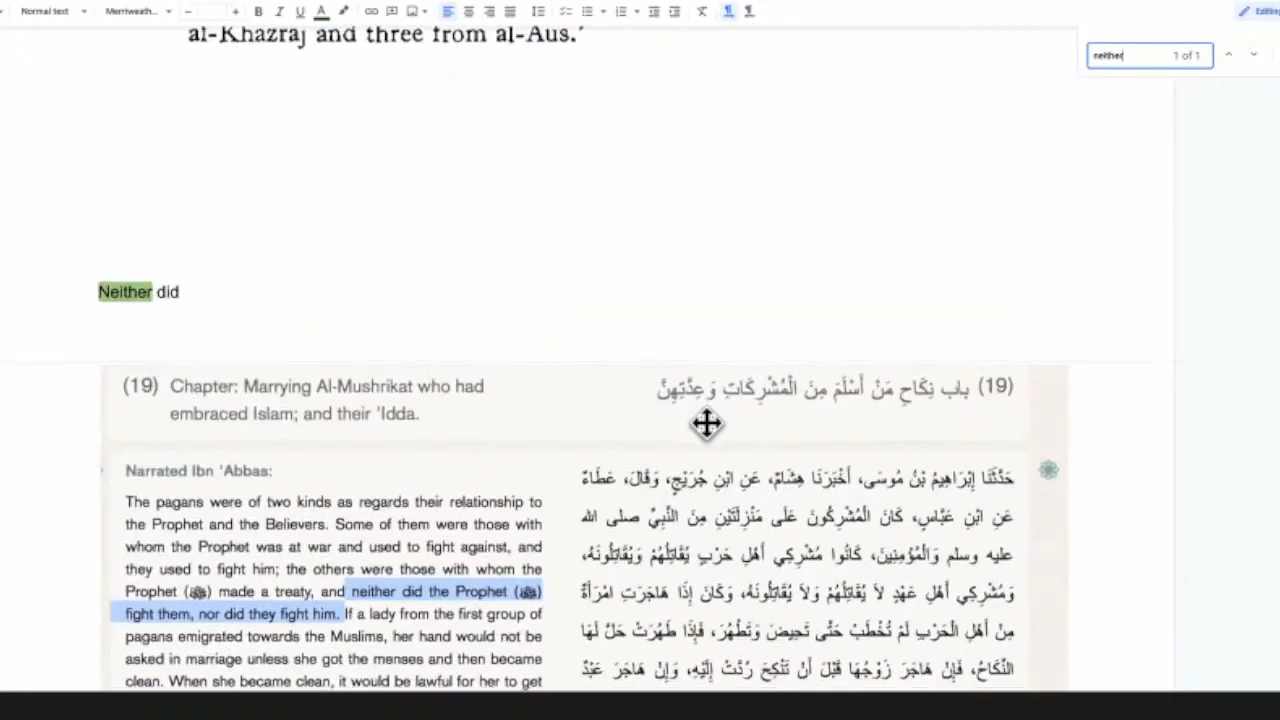 Normal text
Merriweath...
B I U A
Editing
al-Khazraj and three from al-Aus.'
neither 1 of 1
Neither did
(19) Chapter: Marrying Al-Mushrikat who had
embraced Islam; and their 'Idda.
(19) باب نِكَاحِ مَنْ أَسْلَمَ مِنَ الْمُشْرِكَاتِ وَعِدَّتِهِنَّ
Narrated Ibn 'Abbas:
The pagans were of two kinds as regards their relationship to
the Prophet and the Believers. Some of them were those with
whom the Prophet was at war and used to fight against, and
they used to fight him; the others were those with whom the
Prophet (ﷺ) made a treaty, and neither did the Prophet (ﷺ)
fight them, nor did they fight him. If a lady from the first group of
pagans emigrated towards the Muslims, her hand would not be
asked in marriage unless she got the menses and then became
clean. When she became clean, it would be lawful for her to get
حَدَّثَنَا إِبْرَاهِيمُ بْنُ مُوسَى، أَخْبَرَنَا هِشَامٌ، عَنِ ابْنِ جُرَيْجٍ، وَقَالَ، عَطَاءٌ
عَنِ ابْنِ عَبَّاسٍ، كَانَ الْمُشْرِكُونَ عَلَى مَنْزِلَتَيْنِ مِنَ النَّبِيِّ صلى الله
عليه وسلم وَالْمُؤْمِنِينَ، كَانُوا مُشْرِكِي أَهْلِ حَرْبٍ يُقَاتِلُهُمْ وَيُقَاتِلُونَهُ،
وَمُشْرِكِي أَهْلِ عَهْدٍ لاَ يُقَاتِلُهُمْ وَلاَ يُقَاتِلُونَهُ، وَكَانَ إِذَا هَاجَرَتِ امْرَأَةٌ
مِنْ أَهْلِ الْحَرْبِ لَمْ تُخْطَبْ حَتَّى تَحِيضَ وَتَطْهُرَ، فَإِذَا طَهُرَتْ حَلَّ لَهَا
النِّكَاحُ، فَإِنْ هَاجَرَ زَوْجُهَا قَبْلَ أَنْ تَنْكِحَ رُدَّتْ إِلَيْهِ، وَإِنْ هَاجَرَ عَبْدٌ